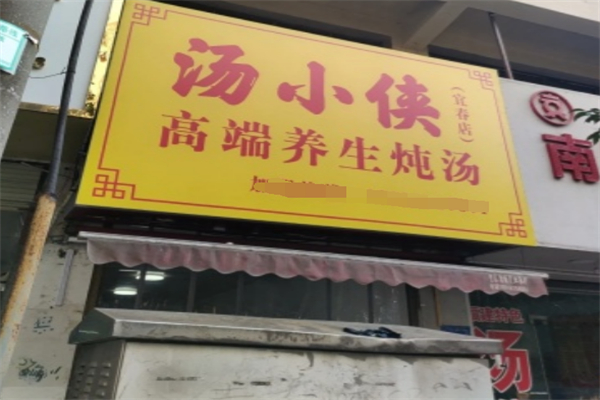 汤小侠
(宜春店)
高端养生炖汤
南
汤